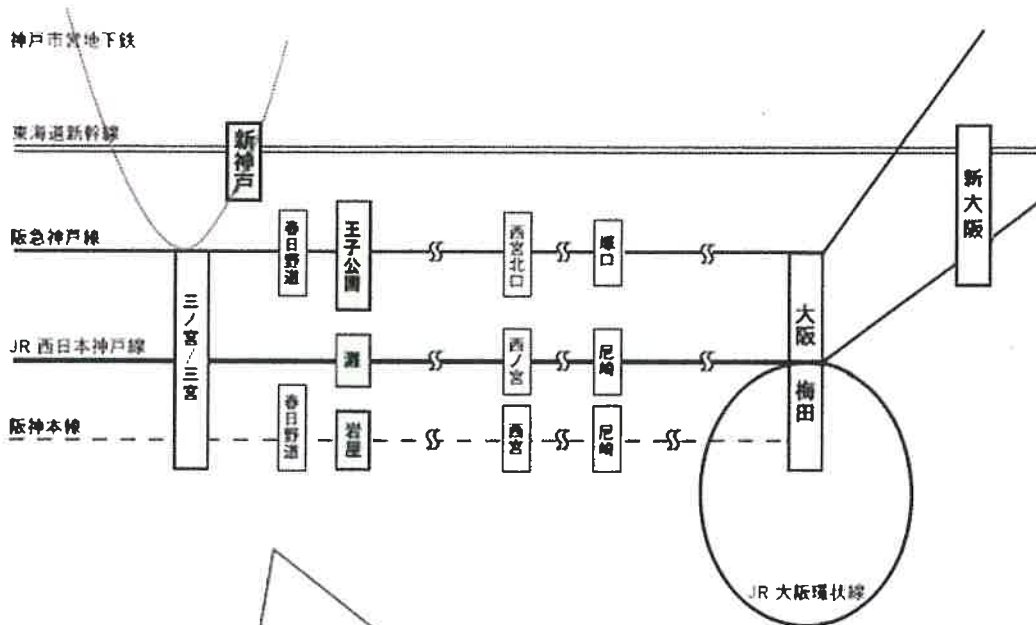 神戸市営地下鉄
東海道新幹線
新神戸
新大阪
阪急神戸線
春日野道
王子公園
西宮北口
塚口
三ノ宮/三宮
大阪
梅田
JR 西日本神戸線
灘
西ノ宮
尼崎
阪神本線
春日野道
岩屋
西宮
尼崎
JR 大阪環状線